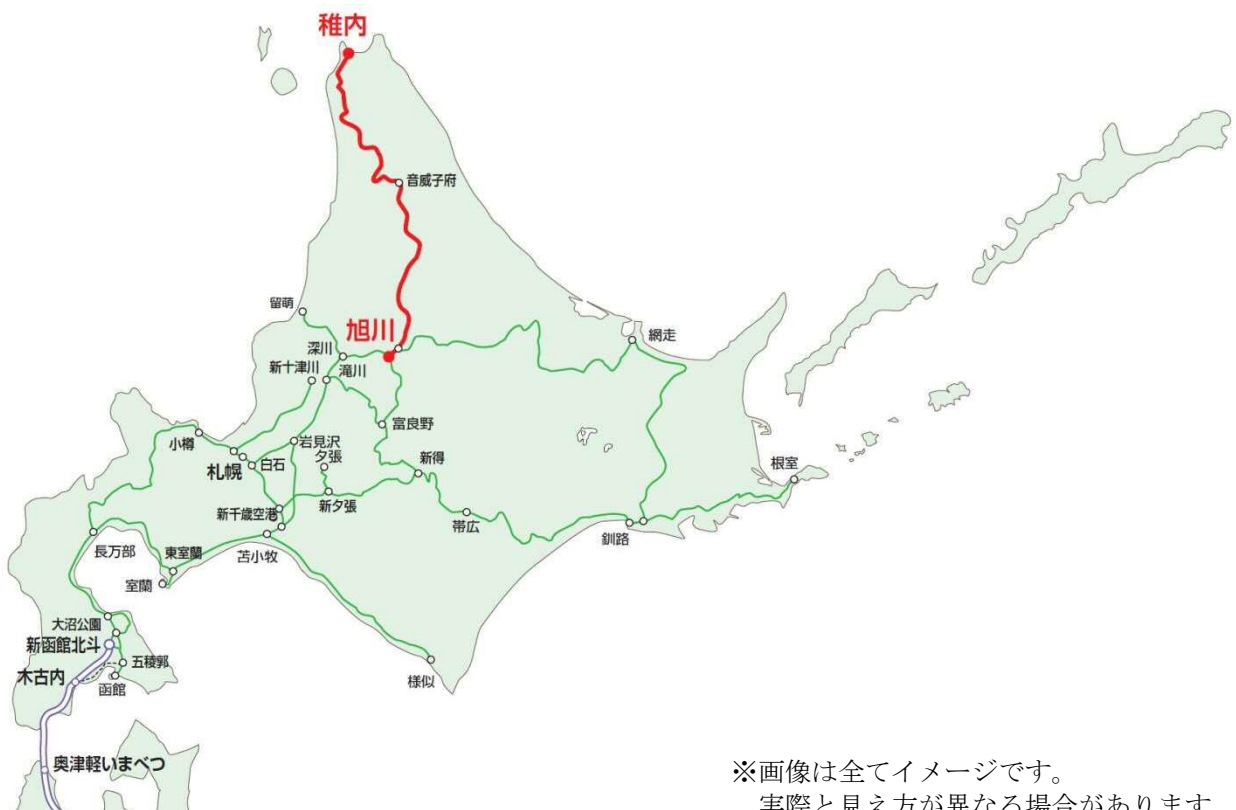 稚内
音威子府
留萌
旭川
網走
深川
新十津川
滝川
富良野
小樽
岩見沢
夕張
札幌
白石
新得
根室
新千歳空港
新夕張
帯広
釧路
長万部
東室蘭
苫小牧
室蘭
大沼公園
新函館北斗
五稜郭
木古内
函館
様似
奥津軽いまべつ
※画像は全てイメージです。
実際と見え方が異なる場合があります